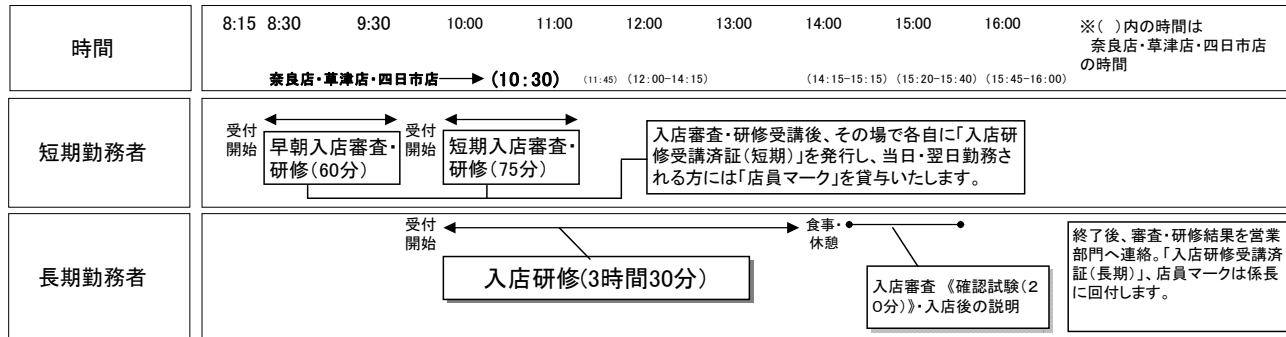 時間
8:15 8:30 9:30 10:00 11:00 12:00 13:00 14:00 15:00 16:00
※( )内の時間は
奈良店・草津店・四日市店
の時間
奈良店・草津店・四日市店 (10:30) (11:45) (12:00-14:15) (14:15-15:15) (15:20-15:40) (15:45-16:00)
短期勤務者
受付
開始
早朝入店審査・
研修(60分)
受付
開始
短期入店審査・
研修(75分)
入店審査・研修受講後、その場で各自に「入店研
修受講済証(短期)」を発行し、当日・翌日勤務さ
れる方には「店員マーク」を貸与いたします。
長期勤務者
受付
開始
入店研修(3時間30分)
食事・
休憩
入店審査 《確認試験(2
0分)》・入店後の説明
終了後、審査・研修結果を営業
部門へ連絡。「入店研修受講済
証(長期)」、店員マークは係長
に回付します。